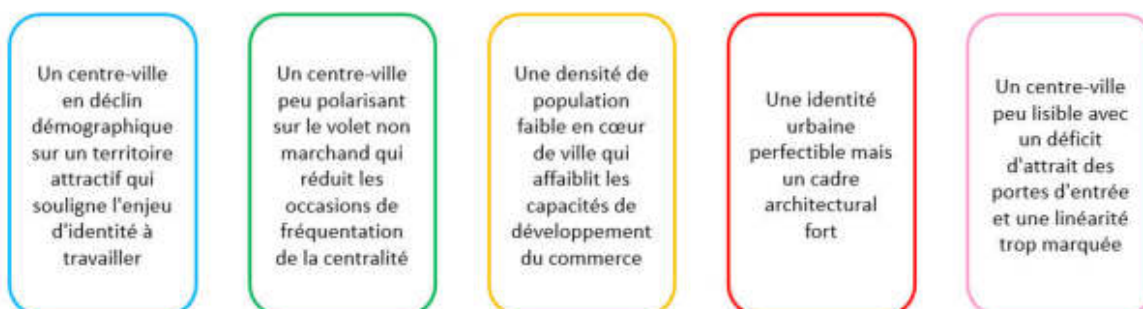 Un centre-ville
en déclin
démographique
sur un territoire
attractif qui
souligne l'enjeu
d'identité à
travailler
Un centre-ville
peu polarisant
sur le volet non
marchand qui
réduit les
occasions de
fréquentation
de la centralité
Une densité de
population
faible en cœur
de ville qui
affaiblit les
capacités de
développement
du commerce
Une identité
urbaine
perfectible mais
un cadre
architectural
fort
Un centre-ville
peu lisible avec
un déficit
d'attrait des
portes d'entrée
et une linéarité
trop marquée